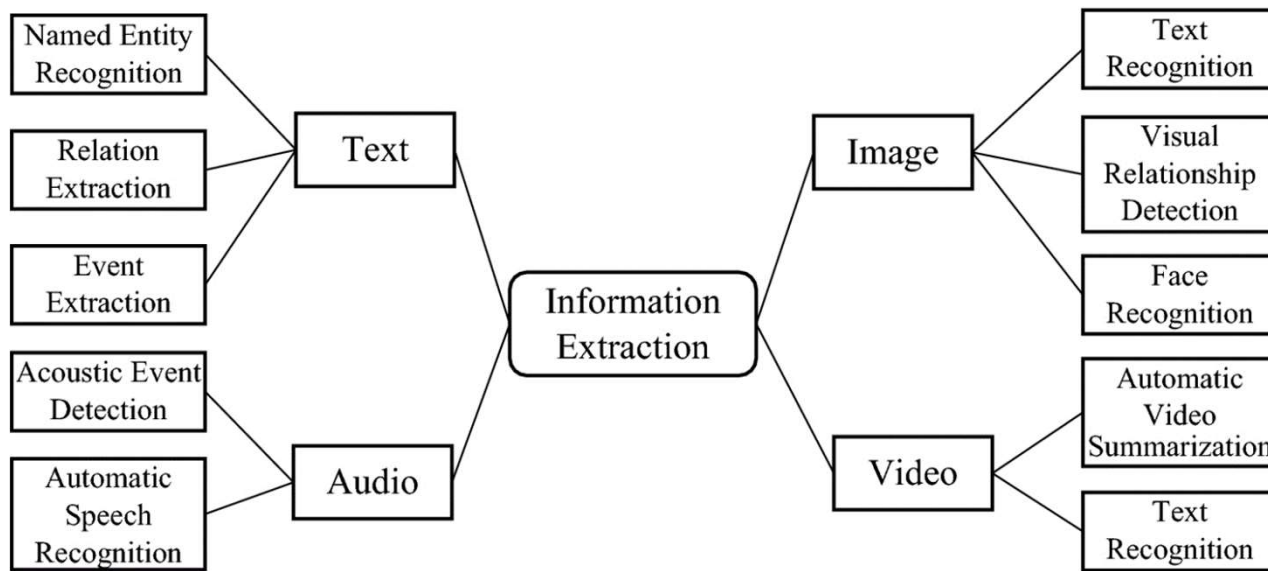 Named Entity
Recognition
Relation
Extraction
Event
Extraction
Acoustic Event
Detection
Automatic
Speech
Recognition
Text
Audio
Information
Extraction
Image
Video
Text
Recognition
Visual
Relationship
Detection
Face
Recognition
Automatic
Video
Summarization
Text
Recognition